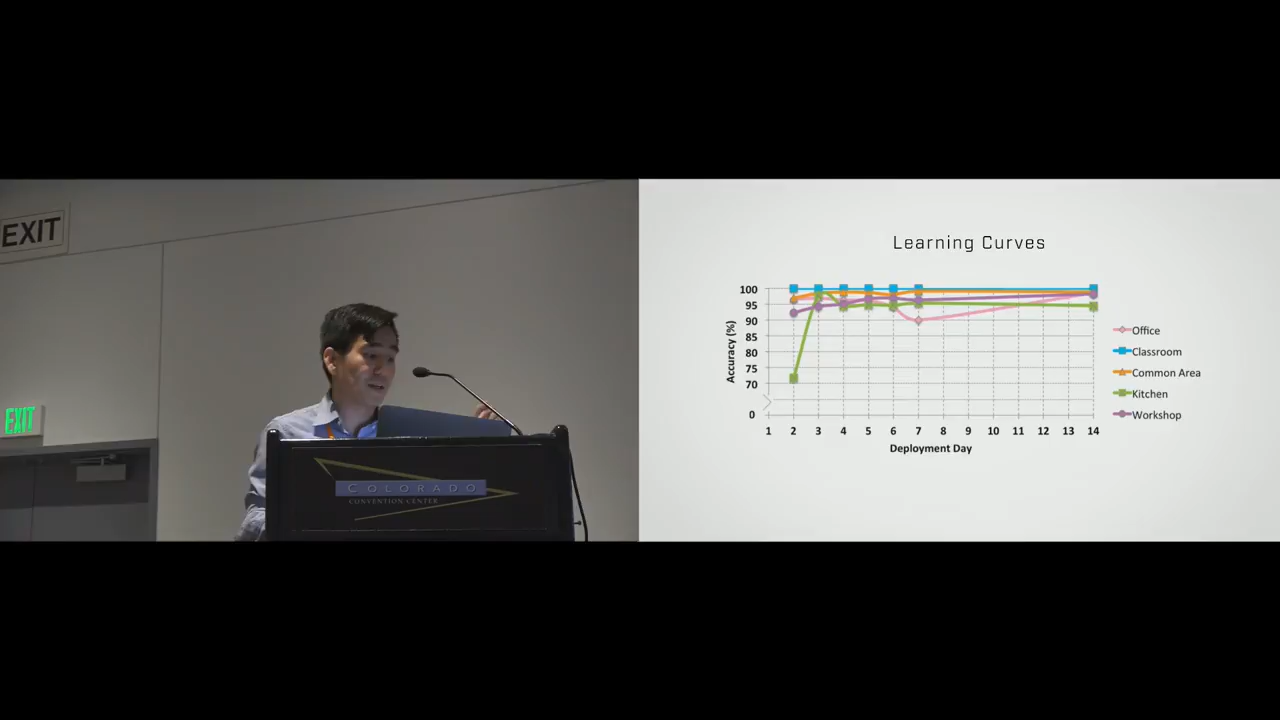 EXIT
EXIT
COLORADO
CONVENTION CENTER
Learning Curves
Accuracy (%)
100
95
90
85
80
75
70
0
1 2 3 4 5 6 7 8 9 10 11 12 13 14
Deployment Day
Office
Classroom
Common Area
Kitchen
Workshop